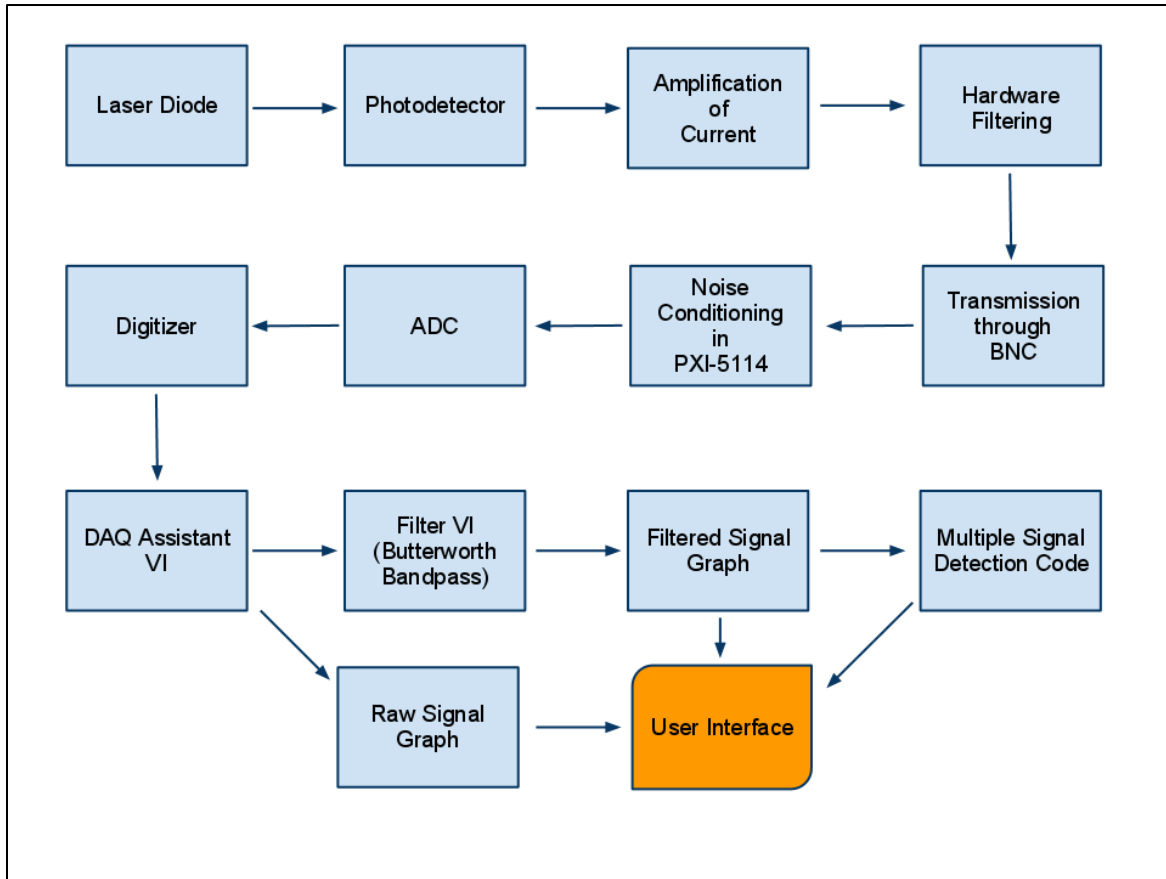 Laser Diode
Photodetector
Amplification
of
Current
Hardware
Filtering
Digitizer
ADC
Noise
Conditioning
in
PXI-5114
Transmission
through
BNC
DAQ Assistant
VI
Filter VI
(Butterworth
Bandpass)
Filtered Signal
Graph
Multiple Signal
Detection Code
Raw Signal
Graph
User Interface